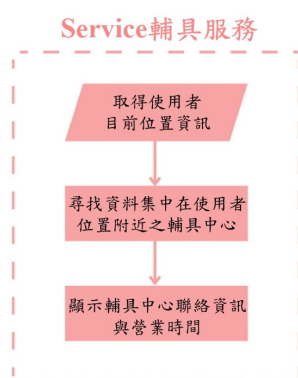 Service輔具服務
取得使用者
目前位置資訊
尋找資料集中在使用者
位置附近之輔具中心
顯示輔具中心聯絡資訊
與營業時間